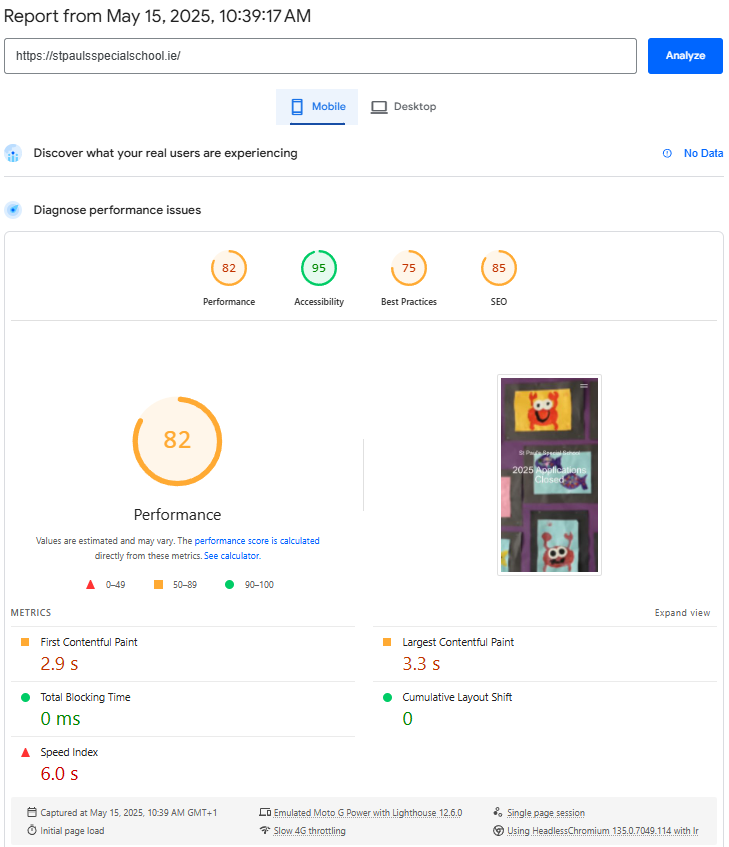 Report from May 15, 2025, 10:39:17 AM
https://stpaulsspecialschool.ie/
Analyze
Mobile Desktop
Discover what your real users are experiencing No Data
Diagnose performance issues
82 95 75 85
Performance Accessibility Best Practices SEO
82
Performance
Values are estimated and may vary. The performance score is calculated
directly from these metrics. See calculator.
0–49 50–89 90–100
St Paul's Special School
2025 Applications
Closed
METRICS Expand view
First Contentful Paint Largest Contentful Paint
2.9 s 3.3 s
Total Blocking Time Cumulative Layout Shift
0 ms 0
Speed Index
6.0 s
Captured at May 15, 2025, 10:39 AM GMT+1 Emulated Moto G Power with Lighthouse 12.6.0 Single page session
Initial page load Slow 4G throttling Using HeadlessChromium 135.0.7049.114 with lr